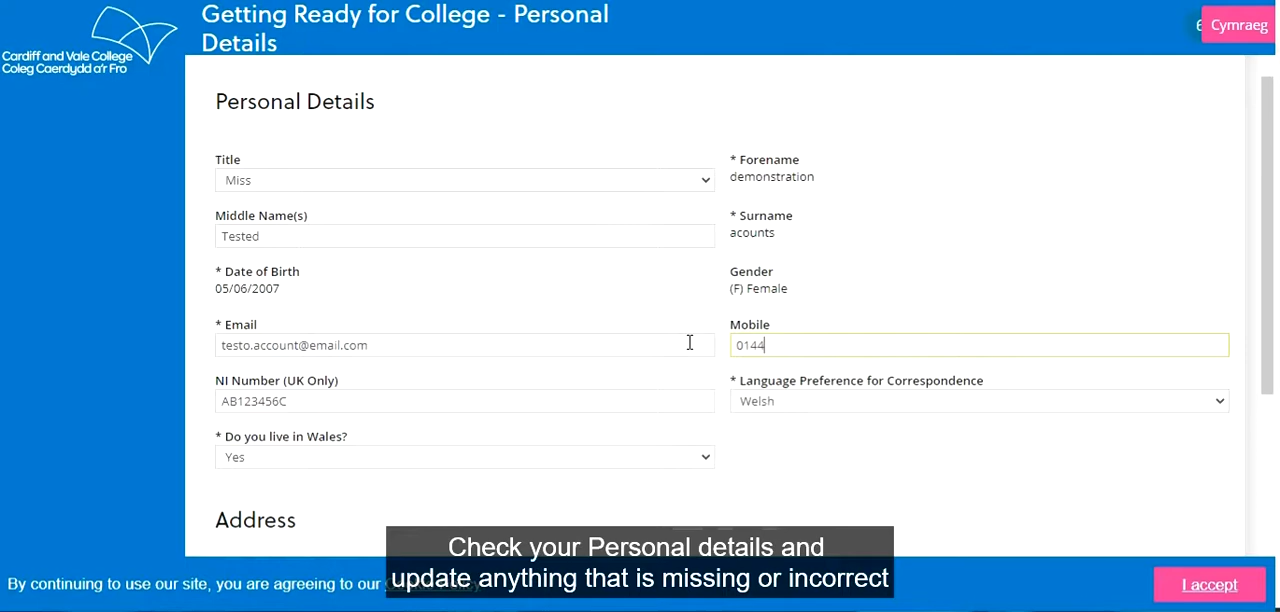 Getting Ready for College - Personal
Details
Cymraeg
Cardiff and Vale College
Coleg Caerdydd a'r Fro
Personal Details
Title
* Forename
Miss
demonstration
Middle Name(s)
* Surname
Tested
acounts
* Date of Birth
Gender
05/06/2007
(F) Female
* Email
Mobile
testo.account@email.com
0144
NI Number (UK Only)
* Language Preference for Correspondence
AB123456C
Welsh
* Do you live in Wales?
Yes
Address
Check your Personal details and
update anything that is missing or incorrect
By continuing to use our site, you are agreeing to our
I accept